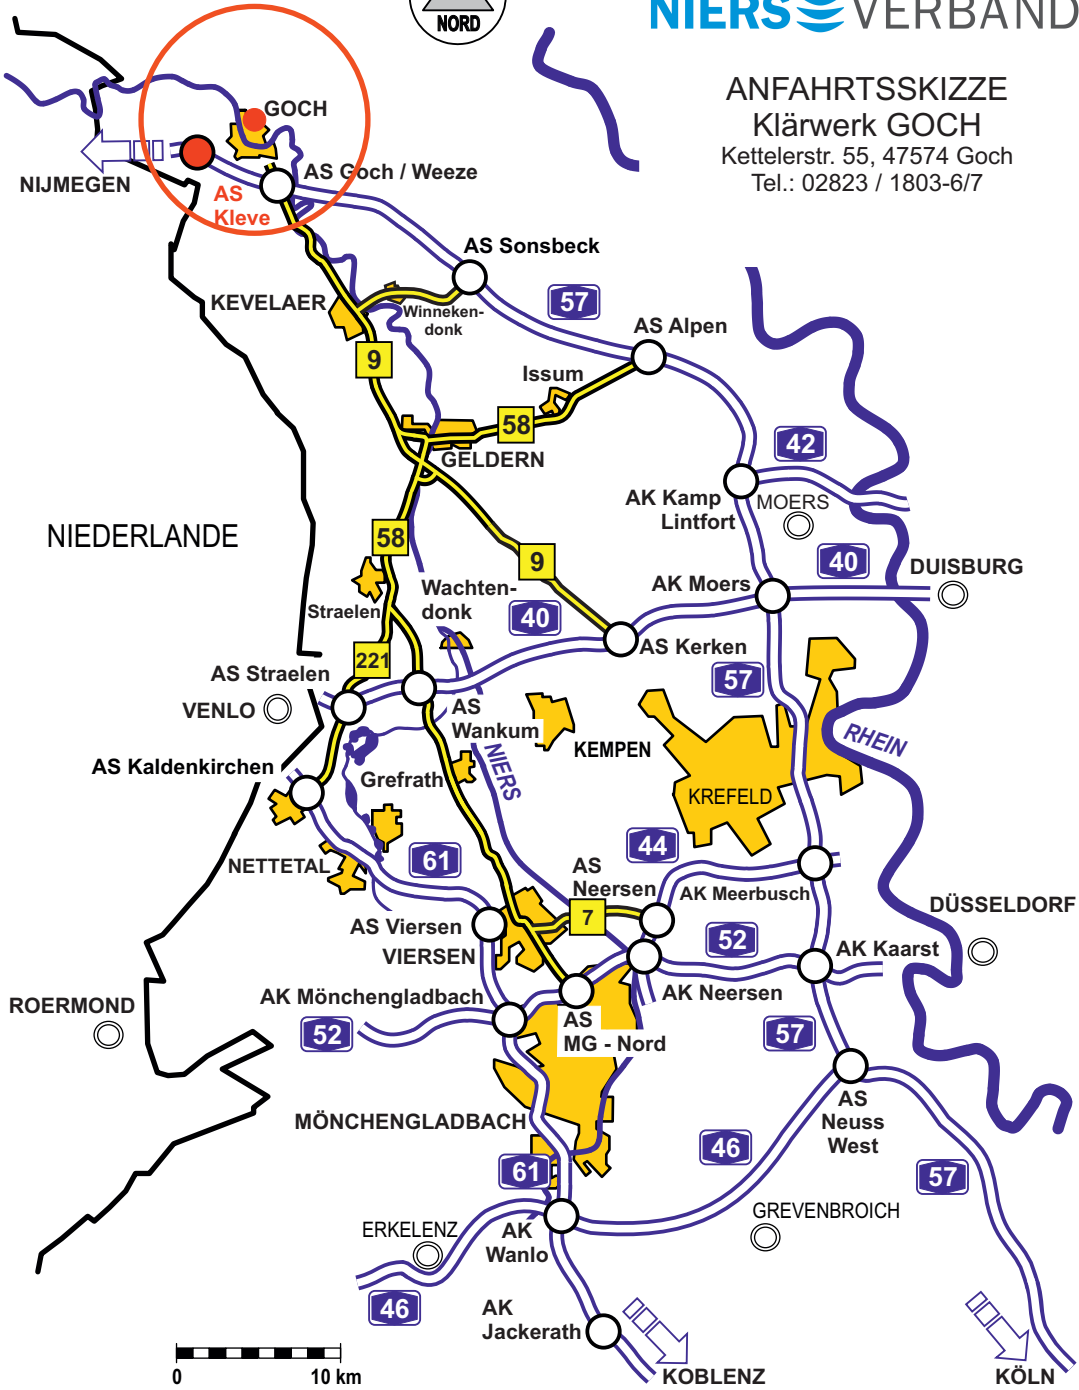 NORD
NIERS VERBAND
ANFAHRTSSKIZZE
Klärwerk GOCH
Kettelerstr. 55, 47574 Goch
Tel.: 02823 / 1803-6/7
GOCH
NIJMEGEN
AS Goch / Weeze
AS
Kleve
AS Sonsbeck
KEVELAER
Winneken-
donk
57
AS Alpen
9
Issum
58
GELDERN
42
AK Kamp
Lintfort
MOERS
NIEDERLANDE
58
9
40
DUISBURG
AK Moers
Wachten-
donk
40
Straelen
AS Kerken
221
AS Straelen
57
VENLO
AS
Wankum
KEMPEN
RHEIN
NIERS
AS Kaldenkirchen
Grefrath
KREFELD
44
61
NETTETAL
AS
Neersen
AK Meerbusch
7
DÜSSELDORF
AS Viersen
VIERSEN
52
AK Kaarst
AK Neersen
AK Mönchengladbach
ROERMOND
52
AS
MG - Nord
57
AS
Neuss
West
MÖNCHENGLADBACH
46
61
57
GREVENBROICH
ERKELENZ
AK
Wanlo
46
AK
Jackerath
KOBLENZ
KÖLN
0 10 km